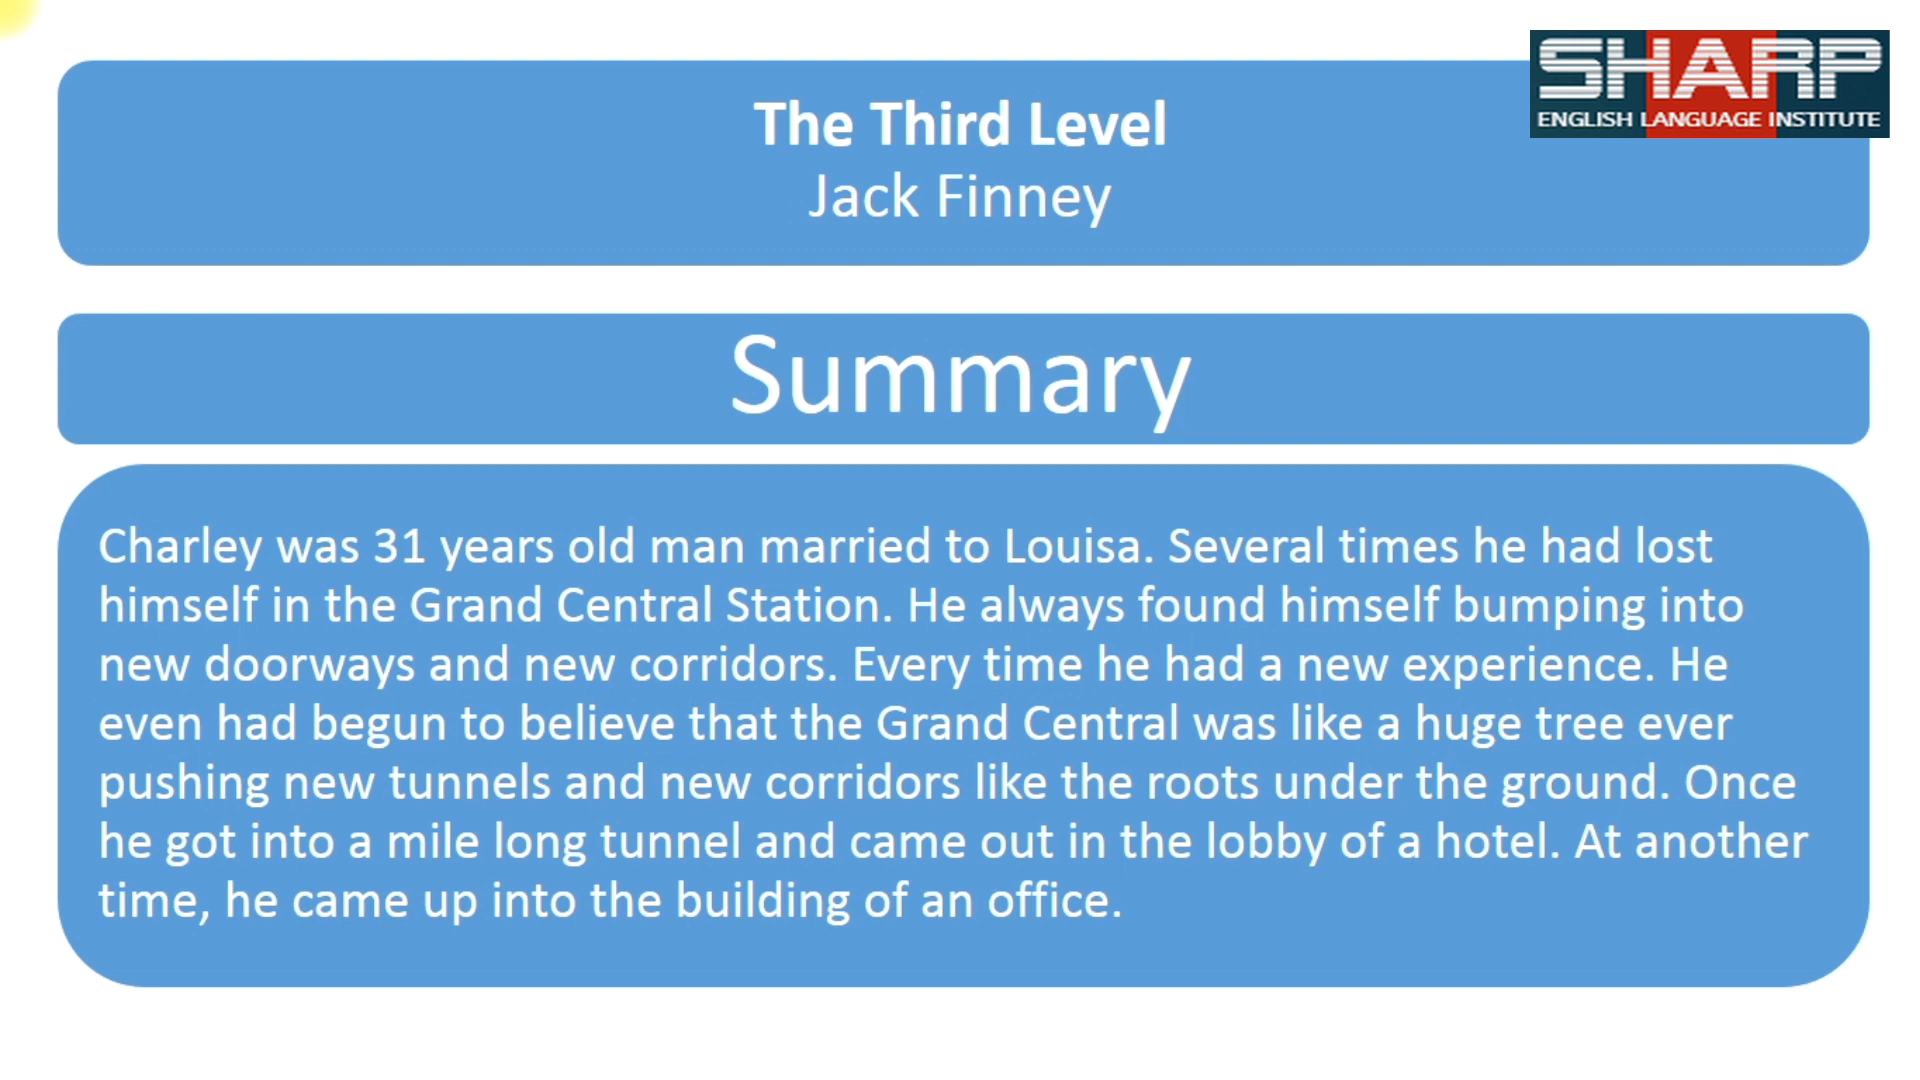 SHARP
ENGLISH LANGUAGE INSTITUTE
The Third Level
Jack Finney
Summary
Charley was 31 years old man married to Louisa. Several times he had lost
himself in the Grand Central Station. He always found himself bumping into
new doorways and new corridors. Every time he had a new experience. He
even had begun to believe that the Grand Central was like a huge tree ever
pushing new tunnels and new corridors like the roots under the ground. Once
he got into a mile long tunnel and came out in the lobby of a hotel. At another
time, he came up into the building of an office.